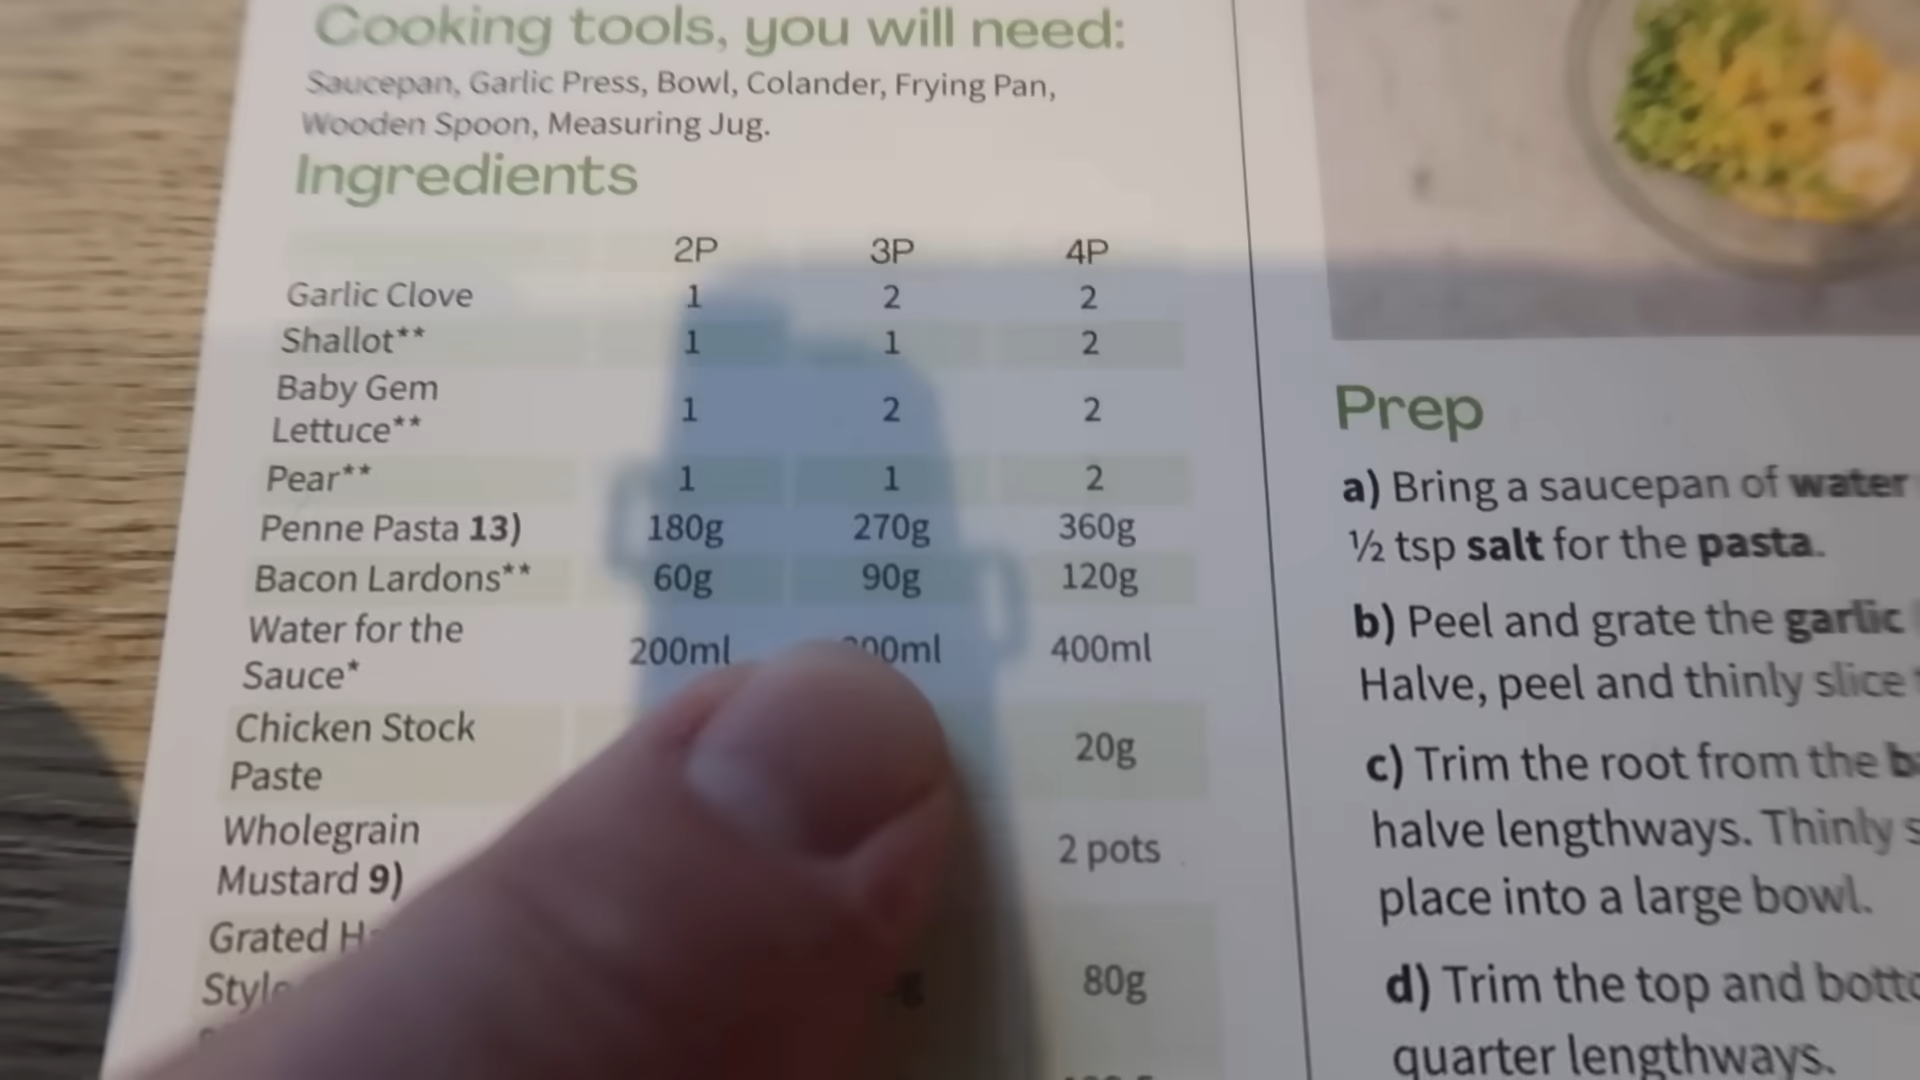 Cooking tools, you will need:
Saucepan, Garlic Press, Bowl, Colander, Frying Pan,
Wooden Spoon, Measuring Jug.
Ingredients
2P 3P 4P
Garlic Clove 1 2 2
Shallot** 1 1 2
Baby Gem
Lettuce** 1 2 2
Pear** 1 1 2
Penne Pasta 13) 180g 270g 360g
Bacon Lardons** 60g 90g 120g
Water for the
Sauce* 200ml 00ml 400ml
Chicken Stock
Paste 20g
Wholegrain
Mustard 9) 2 pots
Grated
Style 80g
Prep
a) Bring a saucepan of water
½ tsp salt for the pasta.
b) Peel and grate the garlic
Halve, peel and thinly slice
c) Trim the root from the
halve lengthways. Thinly
place into a large bowl.
d) Trim the top and
quarter lengthways.